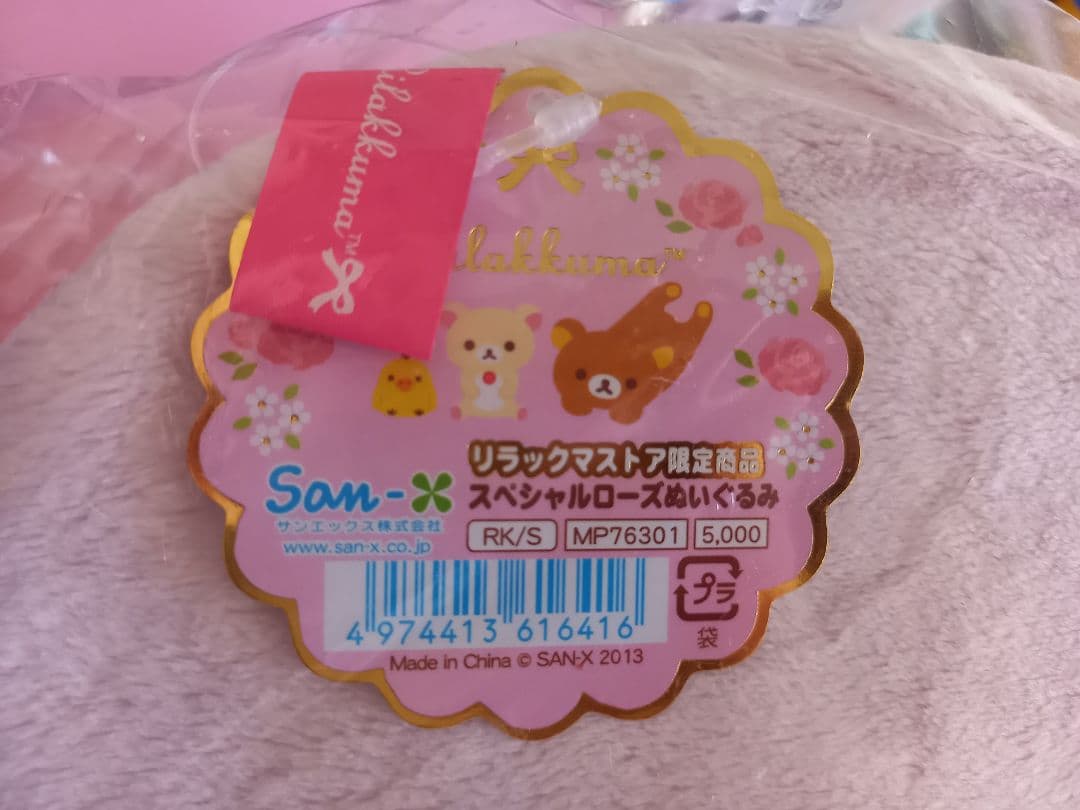 Rilakkuma™
lakkuma™
リラックマストア限定商品
スペシャルローズぬいぐるみ
San-X
サンエックス株式会社
www.san-x.co.jp
RK/S MP76301 5,000
4 974413 616416
プラ
袋
Made in China © SAN-X 2013